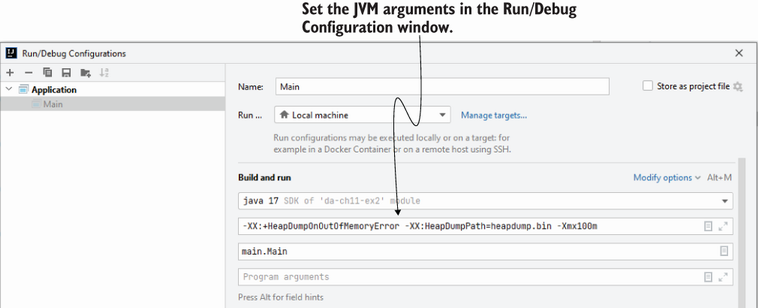 Set the JVM arguments in the Run/Debug
Configuration window.
Run/Debug Configurations
Application
Main
Name: Main Store as project file
Run ... Local machine Manage targets...
Run configurations may be executed locally or on a target: for
example in a Docker Container or on a remote host using SSH.
Build and run Modify options Alt+M
java 17 SDK of 'da-ch11-ex2' module
-XX:+HeapDumpOnOutOfMemoryError -XX:HeapDumpPath=heapdump.bin -Xmx100m
main.Main
Program arguments
Press Alt for field hints